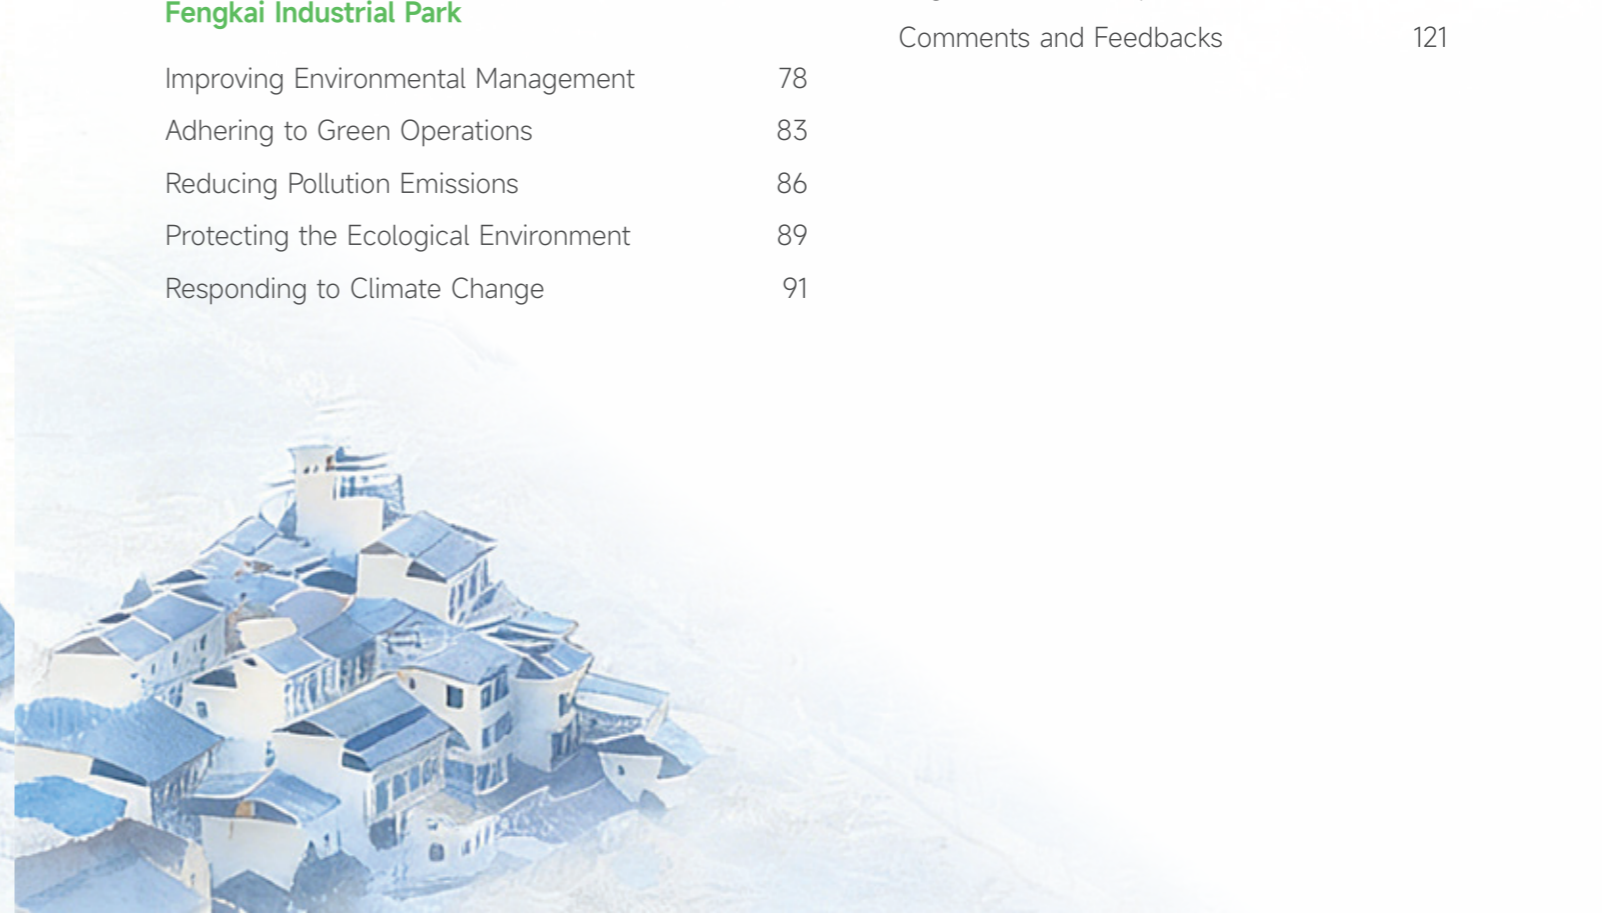 Fengkai Industrial Park
Improving Environmental Management 78
Adhering to Green Operations 83
Reducing Pollution Emissions 86
Protecting the Ecological Environment 89
Responding to Climate Change 91
Comments and Feedbacks 121